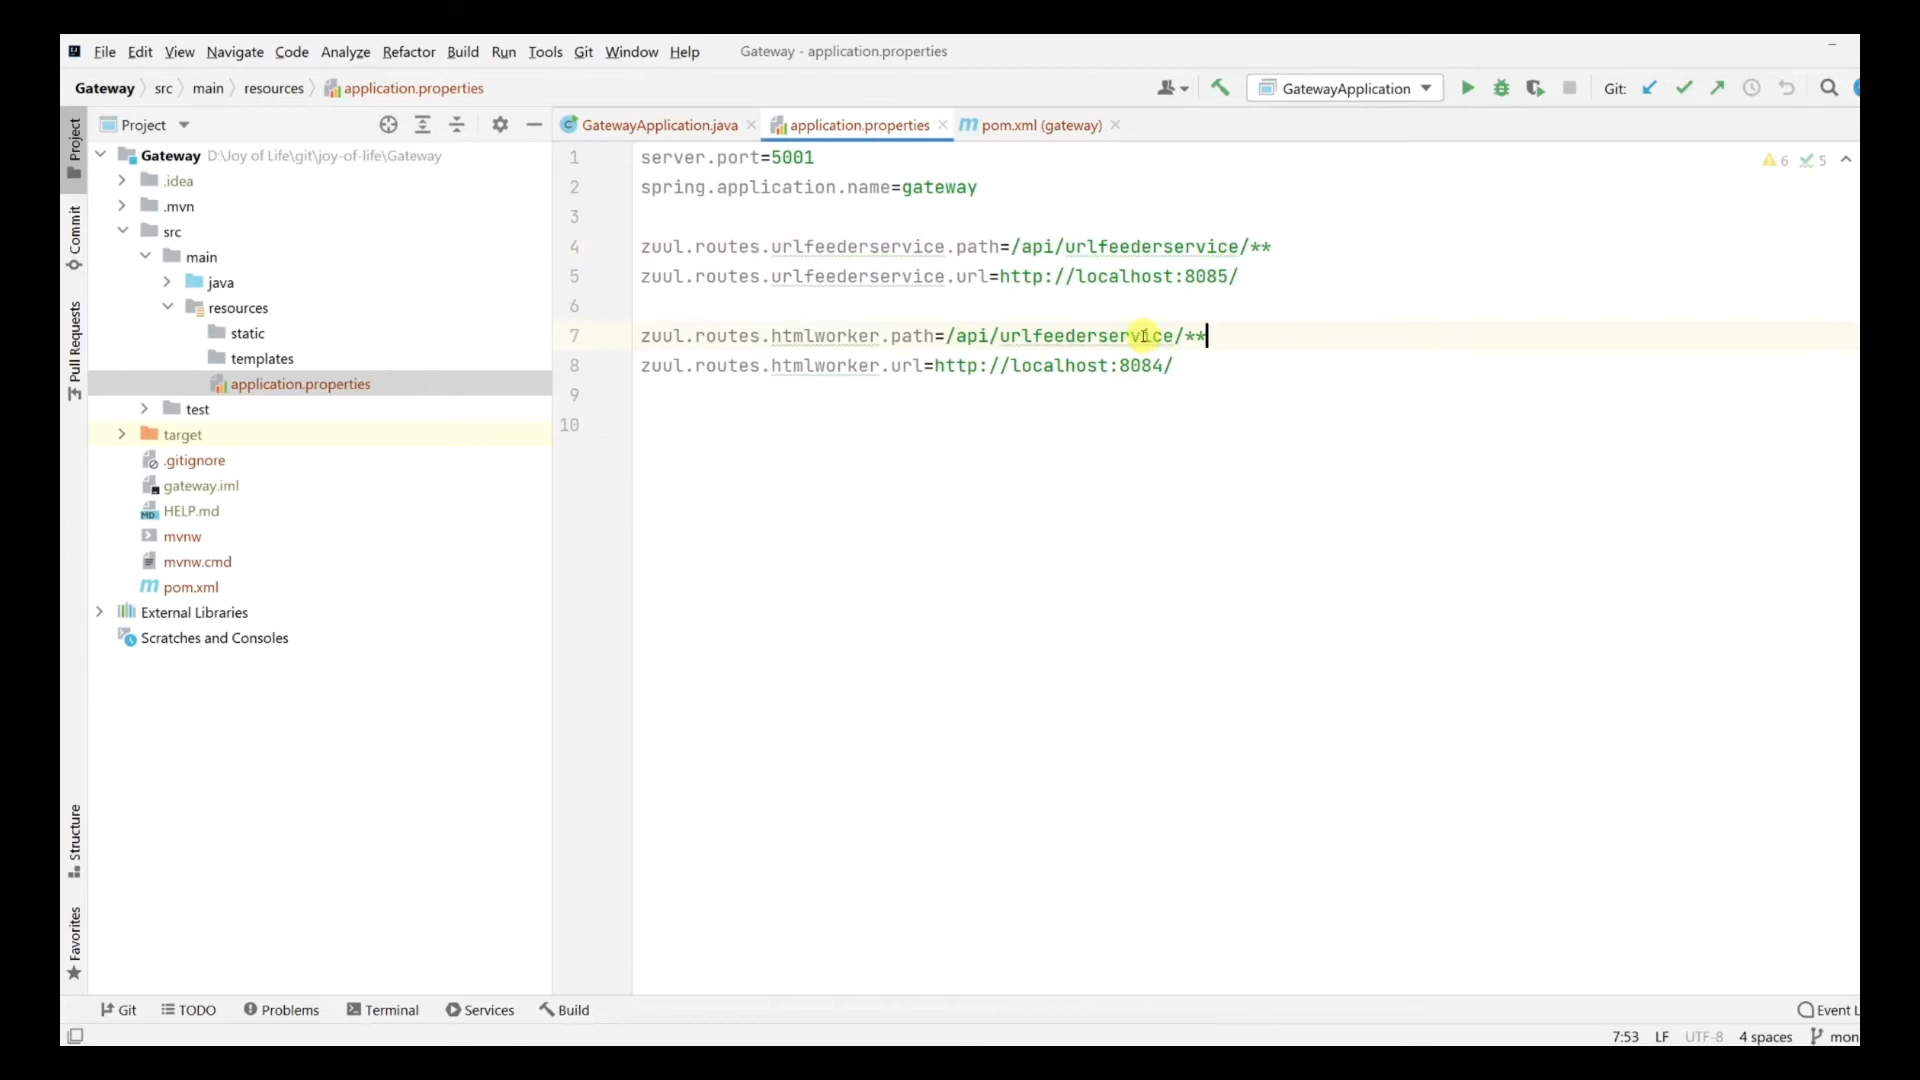 File Edit View Navigate Code Analyze Refactor Build Run Tools Git Window Help Gateway - application.properties
Gateway src main resources application.properties GatewayApplication Git:
Project GatewayApplication.java application.properties pom.xml (gateway)
Gateway D:\Joy of Life\git\joy-of-life\Gateway
.idea
.mvn
src
main
java
resources
static
templates
application.properties
test
target
.gitignore
gateway.iml
HELP.md
mvnw
mvnw.cmd
pom.xml
External Libraries
Scratches and Consoles
Project
Commit
Pull Requests
Structure
Favorites
1 server.port=5001
2 spring.application.name=gateway
3
4 zuul.routes.urlfeederservice.path=/api/urlfeederservice/**
5 zuul.routes.urlfeederservice.url=http://localhost:8085/
6
7 zuul.routes.htmlworker.path=/api/urlfeederservice/**
8 zuul.routes.htmlworker.url=http://localhost:8084/
9
10
6 5
Git TODO Problems Terminal Services Build Event L
7:53 LF UTF-8 4 spaces mon